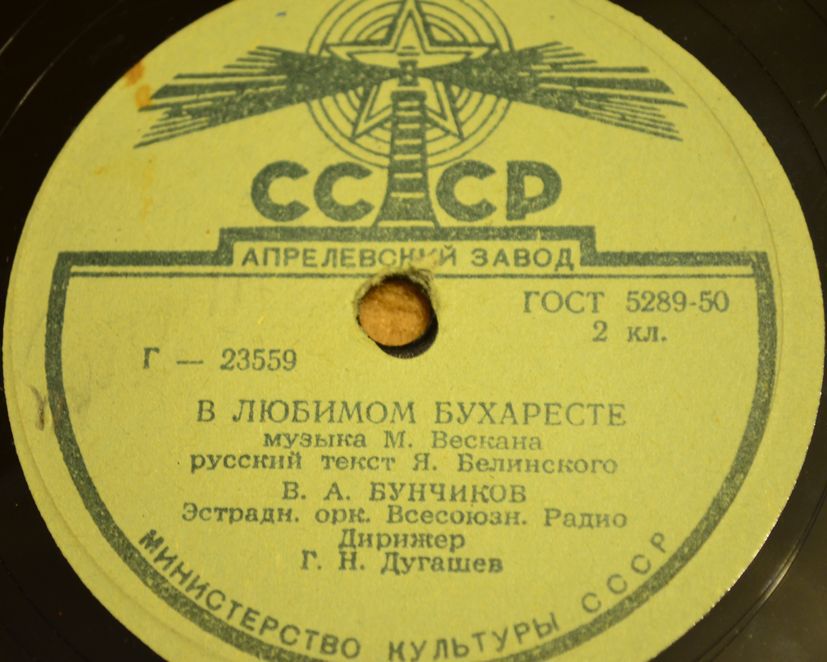 СССР
АПРЕЛЕВСКИЙ ЗАВОД
ГОСТ 5289-50
2 кл.
Г — 23559
В ЛЮБИМОМ БУХАРЕСТЕ
музыка М. Вескана
русский текст Я. Белинского
В. А. БУНЧИКОВ
Эстрадн. орк. Всесоюзн. Радио
Дирижер
Г. Н. Дугашев
МИНИСТЕРСТВО КУЛЬТУРЫ СССР